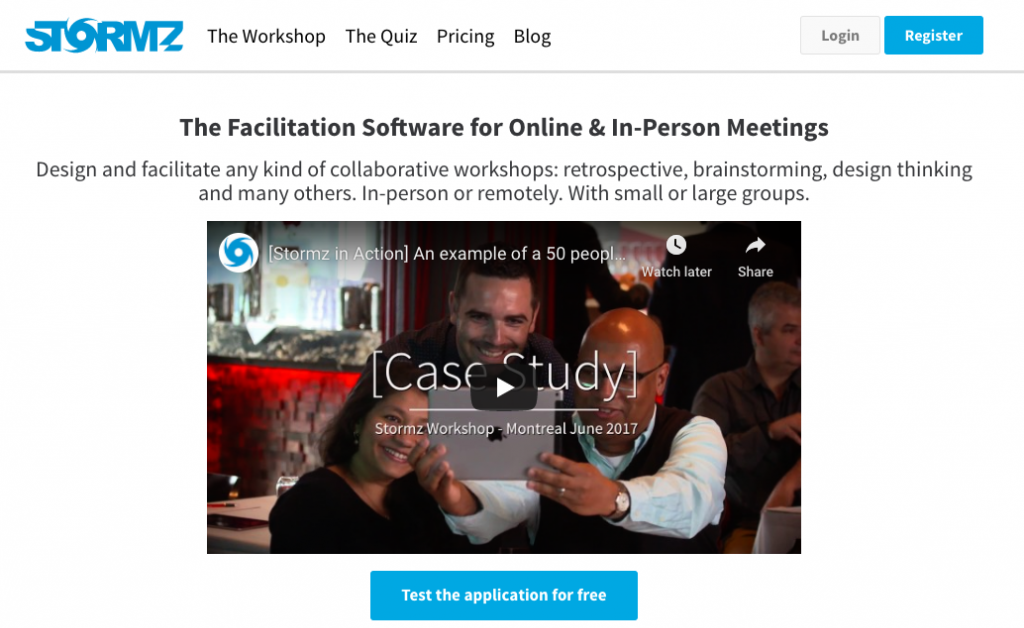 STORMZ The Workshop The Quiz Pricing Blog Login Register
The Facilitation Software for Online & In-Person Meetings
Design and facilitate any kind of collaborative workshops: retrospective, brainstorming, design thinking
and many others. In-person or remotely. With small or large groups.
[Stormz in Action] An example of a 50 peopl...
Watch later Share
[Case Study]
Stormz Workshop - Montreal June 2017
Test the application for free